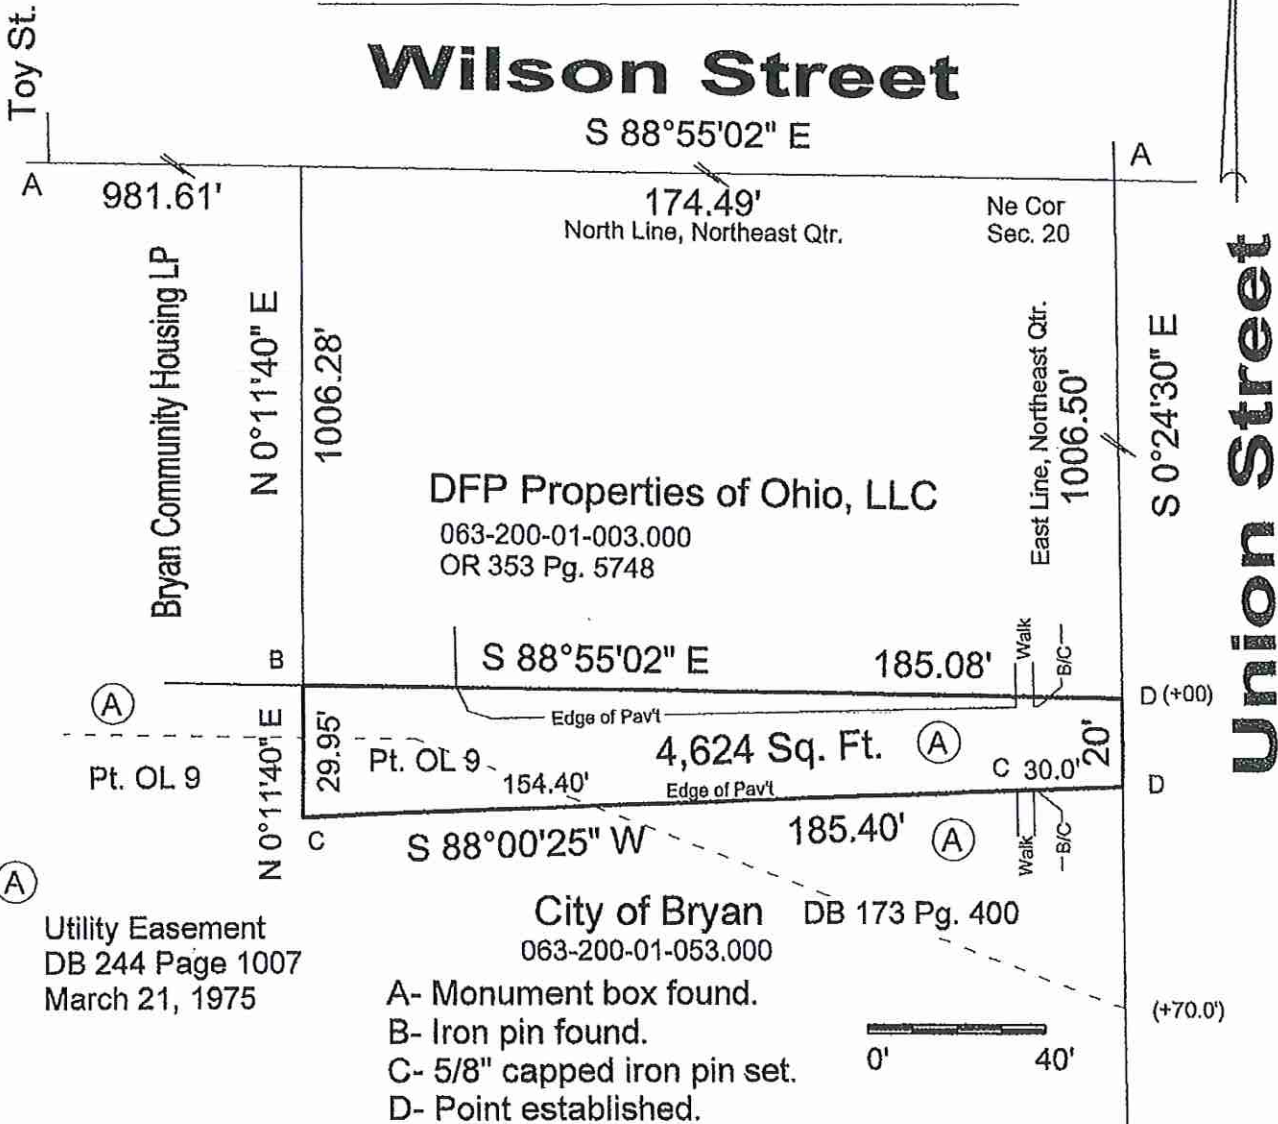 Toy St.
Wilson Street
S 88°55'02" E
A
A
981.61'
174.49'
North Line, Northeast Qtr.
Ne Cor
Sec. 20
Bryan Community Housing LP
N 0°11'40" E
1006.28'
East Line, Northeast Qtr.
1006.50'
S 0°24'30" E
Union Street
DFP Properties of Ohio, LLC
063-200-01-003.000
OR 353 Pg. 5748
B
S 88°55'02" E
185.08'
Walk
B/C
D (+00)
A
Edge of Pav't
N 0°11'40" E
29.95'
Pt. OL 9
Pt. OL 9
4,624 Sq. Ft.
A
C 30.0'
20'
D
154.40'
Edge of Pav't
C
S 88°00'25" W
185.40'
A
Walk
B/C
A
Utility Easement
DB 244 Page 1007
March 21, 1975
City of Bryan
063-200-01-053.000
DB 173 Pg. 400
A- Monument box found.
B- Iron pin found.
C- 5/8" capped iron pin set.
D- Point established.
(+70.0')
0' 40'